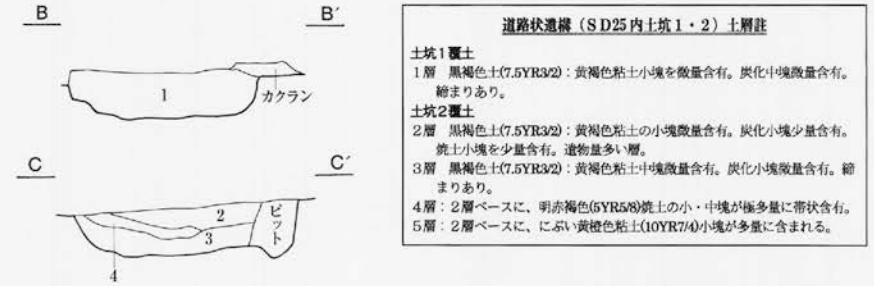 B B′
1
カクラン
C C′
2
3
ピット
4
道路状遺構(SD25内土坑1・2)土層註
土坑1覆土
1層 黒褐色土(7.5YR3/2):黄褐色粘土小塊を微量含有。炭化中塊微量含有。
締まりあり。
土坑2覆土
2層 黒褐色土(7.5YR3/2):黄褐色粘土の小塊微量含有。炭化小塊少量含有。
焼土小塊を少量含有。遺物量多い層。
3層 黒褐色土(7.5YR3/2):黄褐色粘土中塊微量含有。炭化小塊微量含有。締
まりあり。
4層:2層ベースに、明赤褐色(5YR5/8)焼土の小・中塊が極多量に帯状含有。
5層:2層ベースに、にぶい黄橙色粘土(10YR7/4)小塊が多量に含まれる。